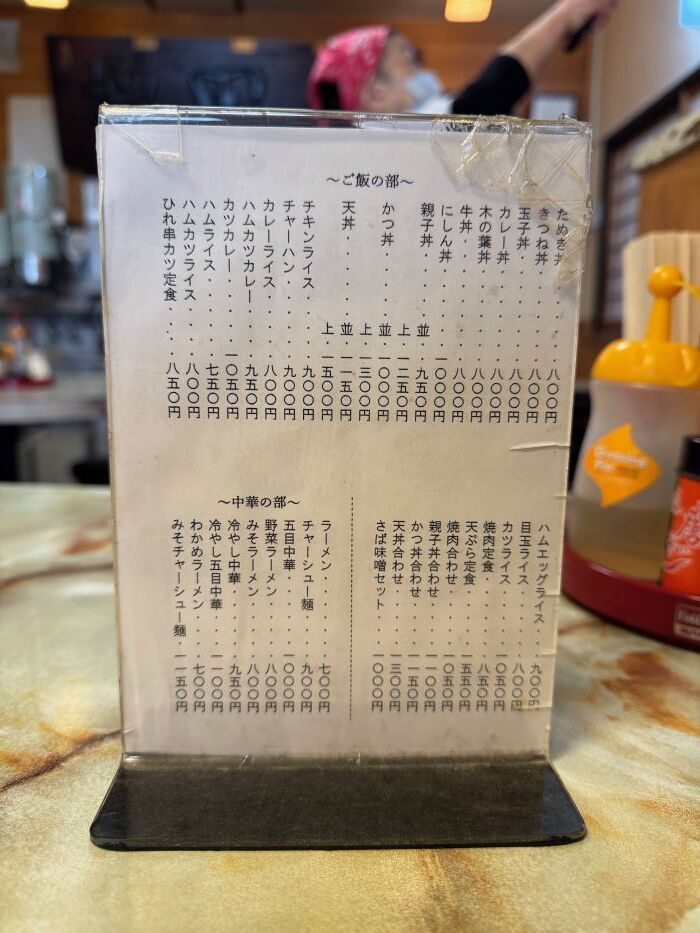 ～ご飯の部～
たぬき丼・・・・・・八〇〇円
きつね丼・・・・・・八〇〇円
玉子丼・・・・・・八〇〇円
カレー丼・・・・・・八〇〇円
木の葉丼・・・・・・八〇〇円
牛丼・・・・・・八〇〇円
にしん丼・・・・・・一〇〇〇円
親子丼・・・・並・・九五〇円
上・一二五〇円
かつ丼・・・・並・一〇〇〇円
上・一三〇〇円
天丼・・・・並・一一五〇円
上・一五〇〇円
チキンライス・・・・九〇〇円
チャーハン・・・・・九〇〇円
カレーライス・・・・八〇〇円
ハムカツカレー・・・九五〇円
カツカレー・・・・一〇五〇円
ハムライス・・・・・七五〇円
ハムカツライス・・・八〇〇円
ひれ串カツ定食・・・八五〇円
ハムエッグライス・・・九〇〇円
目玉ライス・・・・・八〇〇円
カツライス・・・・一〇五〇円
焼肉定食・・・・・八五〇円
天ぷら定食・・・・一五五〇円
焼肉合わせ・・・・一〇五〇円
親子丼合わせ・・・一一〇〇円
かつ丼合わせ・・・一一五〇円
天丼合わせ・・・・一三〇〇円
さば味噌セット・・・一〇〇〇円
～中華の部～
ラーメン・・・・・七〇〇円
チャーシュー麺・・・九〇〇円
五目中華・・・・・一〇〇〇円
野菜ラーメン・・・・八〇〇円
みそラーメン・・・・八〇〇円
冷やし中華・・・・・九五〇円
冷やし五目中華・・一一〇〇円
わかめラーメン・・・七〇〇円
みそチャーシュー麺・一一五〇円